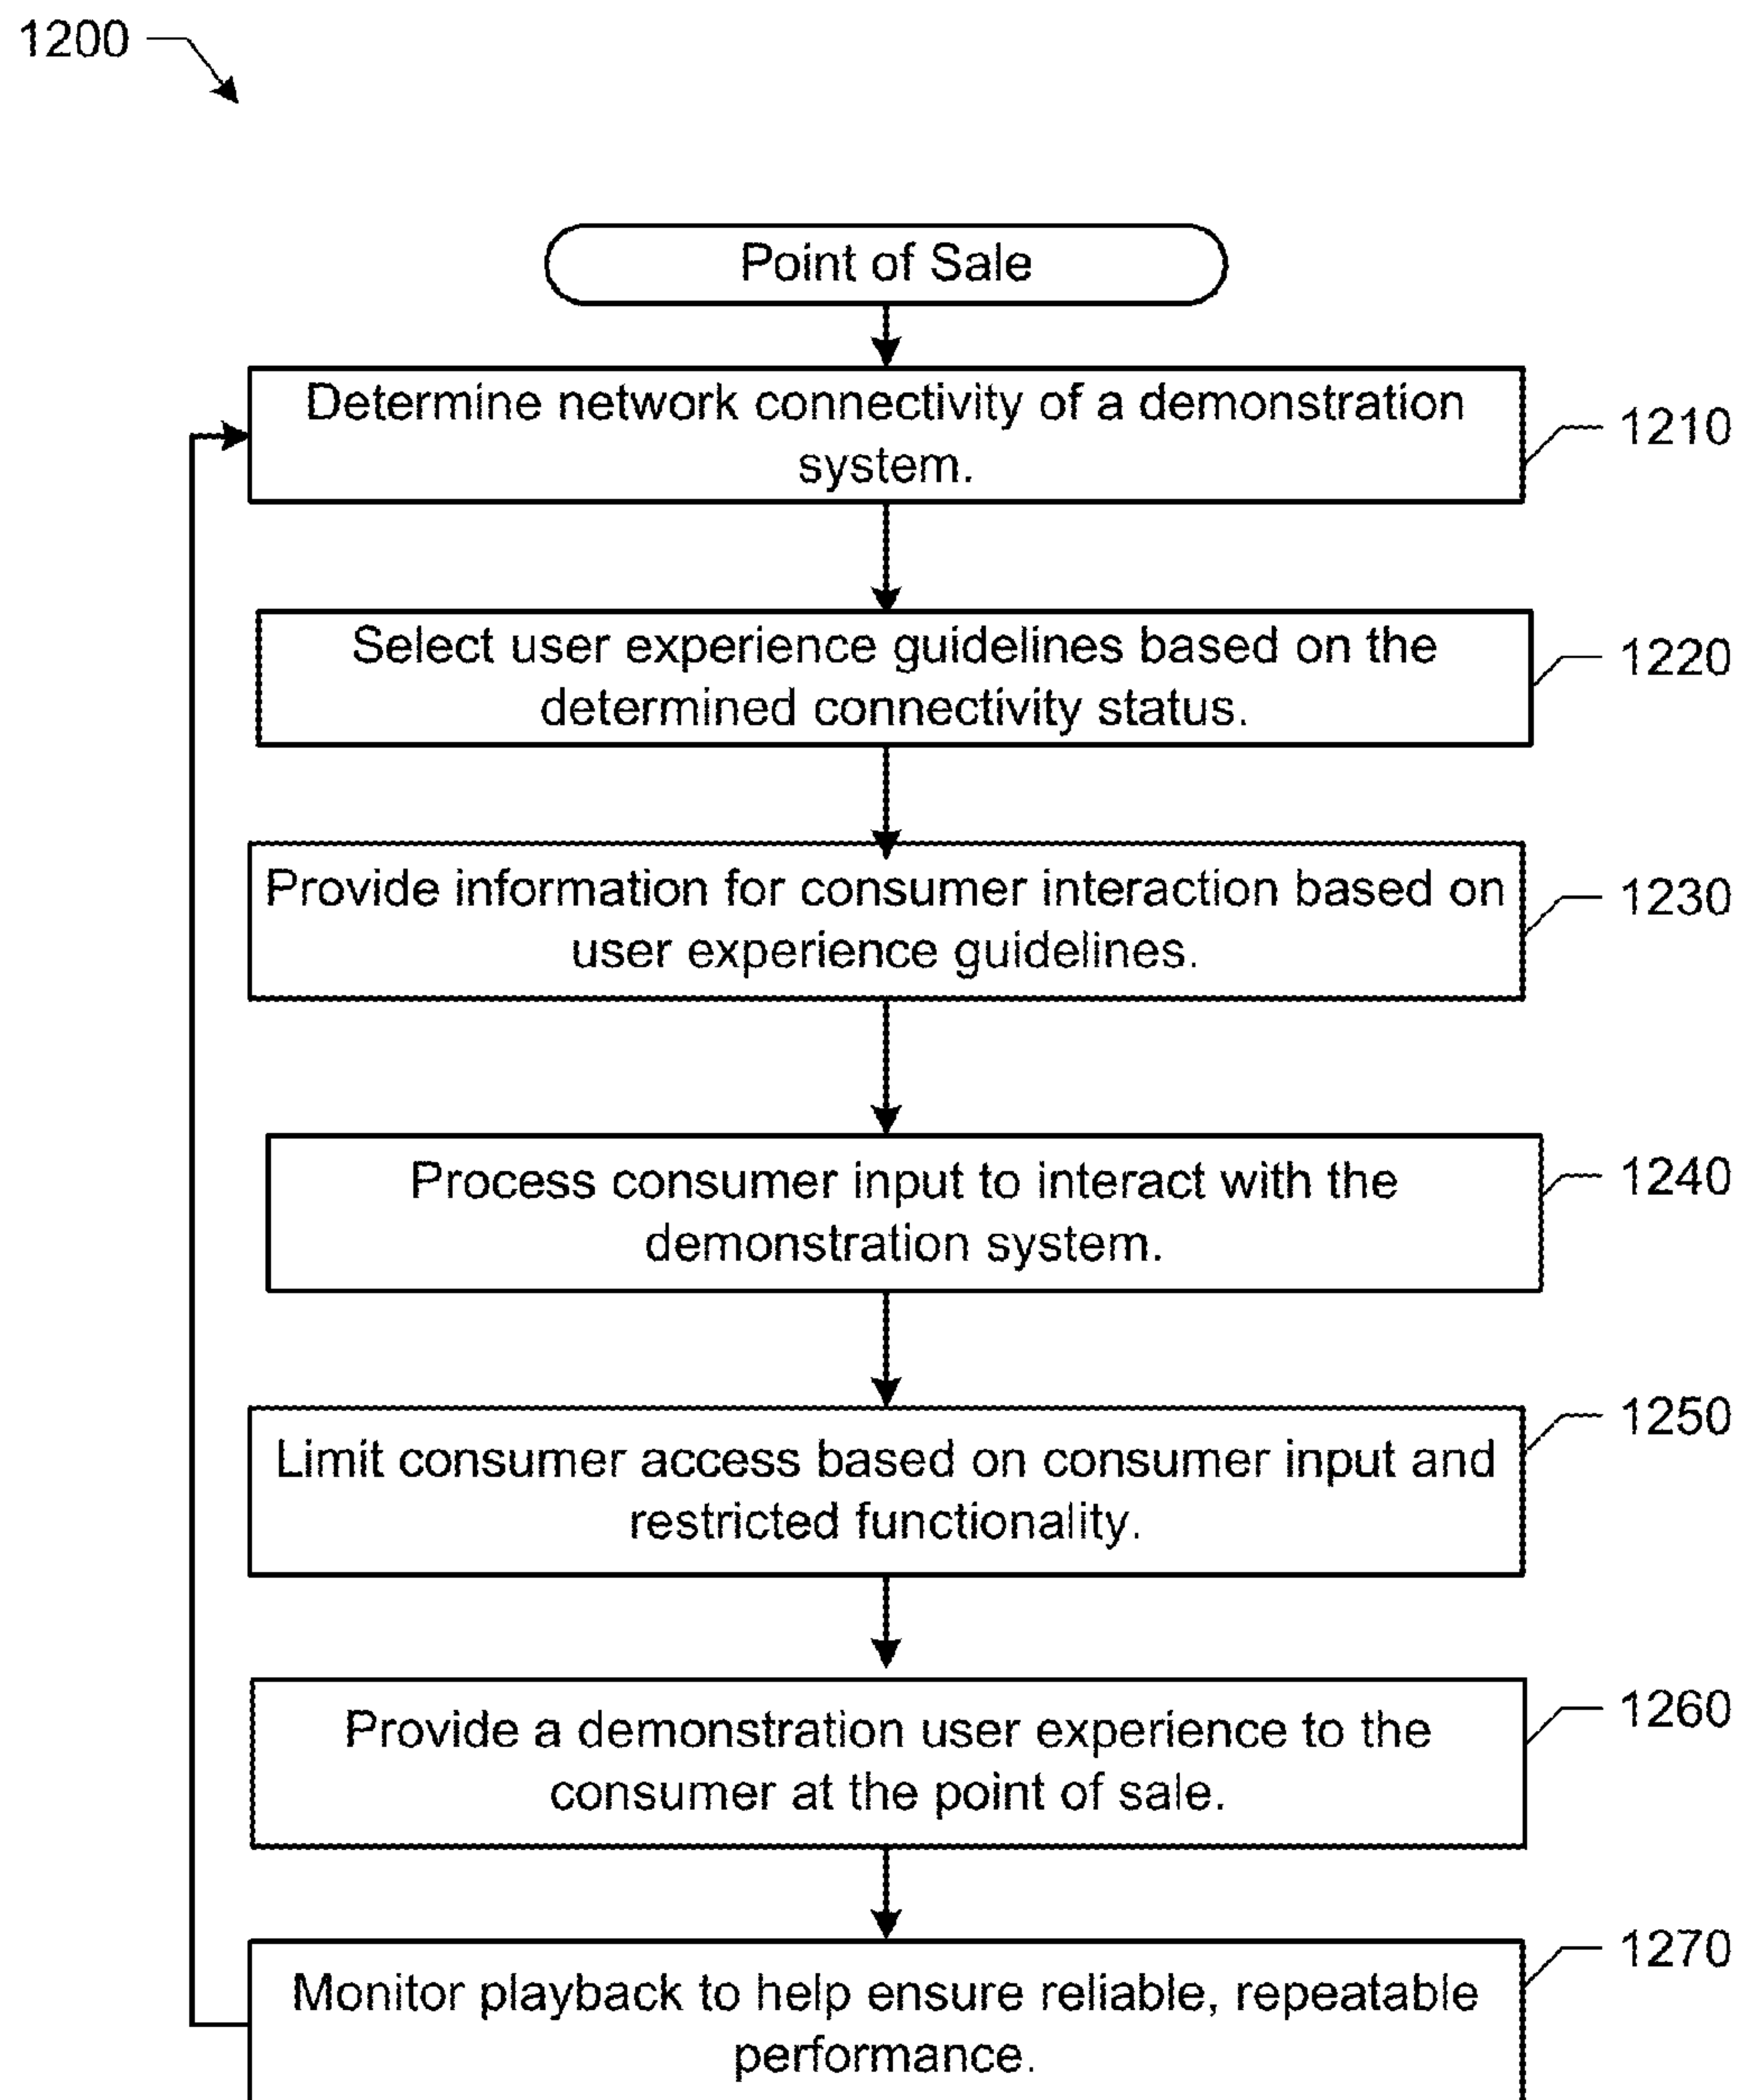 1200
Point of Sale
Determine network connectivity of a demonstration
system.
1210
Select user experience guidelines based on the
determined connectivity status.
1220
Provide information for consumer interaction based on
user experience guidelines.
1230
Process consumer input to interact with the
demonstration system.
1240
Limit consumer access based on consumer input and
restricted functionality.
1250
Provide a demonstration user experience to the
consumer at the point of sale.
1260
Monitor playback to help ensure reliable, repeatable
performance.
1270